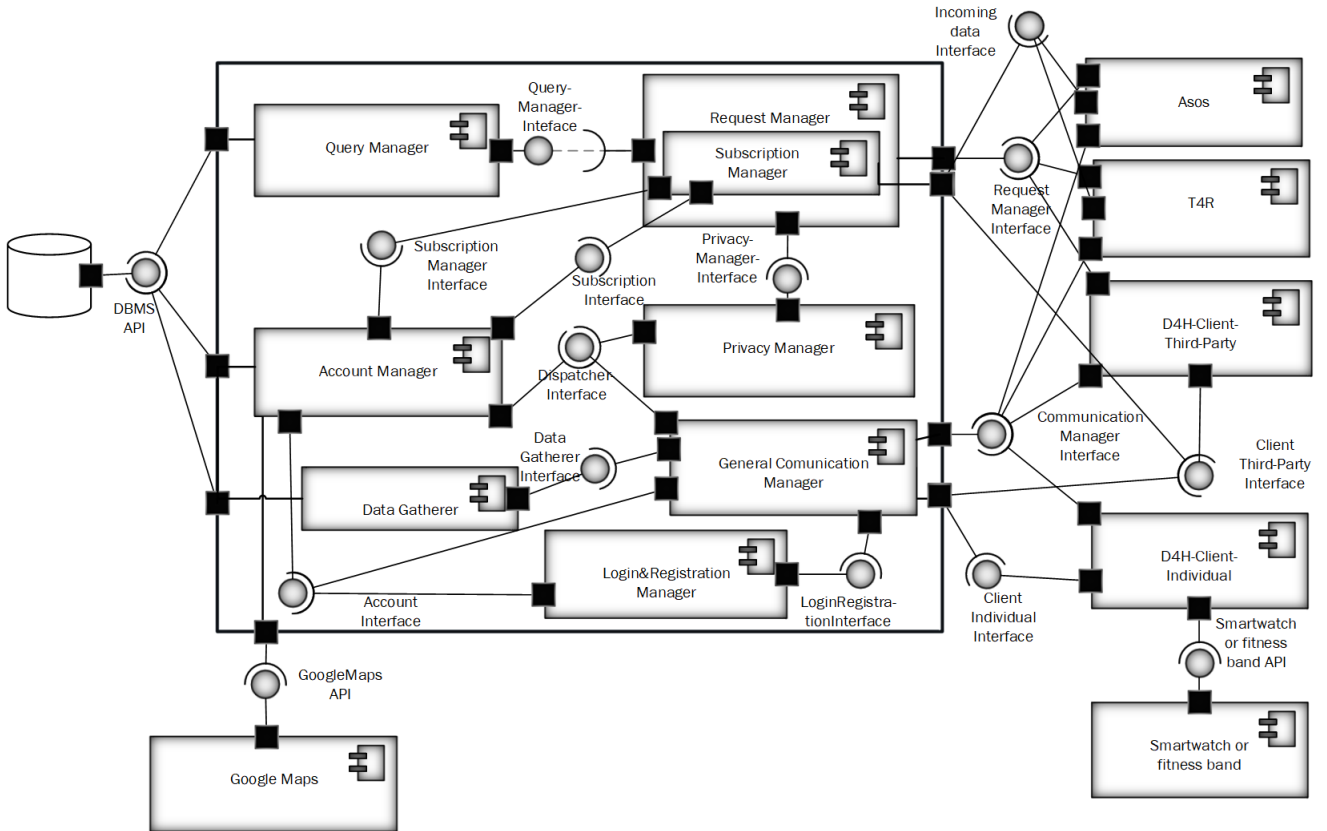 Incoming
data
Interface
Query-
Manager-
Inteface
Request Manager
Asos
Query Manager
Subscription
Manager
Request
Manager
Interface
T4R
Subscription
Manager
Interface
Privacy-
Manager-
Interface
Subscription
Interface
DBMS
API
D4H-Client-
Third-Party
Account Manager
Privacy Manager
Dispatcher-
Interface
Communication
Manager
Interface
Data
Gatherer
Interface
General Comunication
Manager
Client
Third-Party
Interface
Data Gatherer
Login&Registration
Manager
D4H-Client-
Individual
Account
Interface
LoginRegistra-
tionInterface
Client
Individual
Interface
Smartwatch
or fitness
band API
GoogleMaps
API
Google Maps
Smartwatch or
fitness band